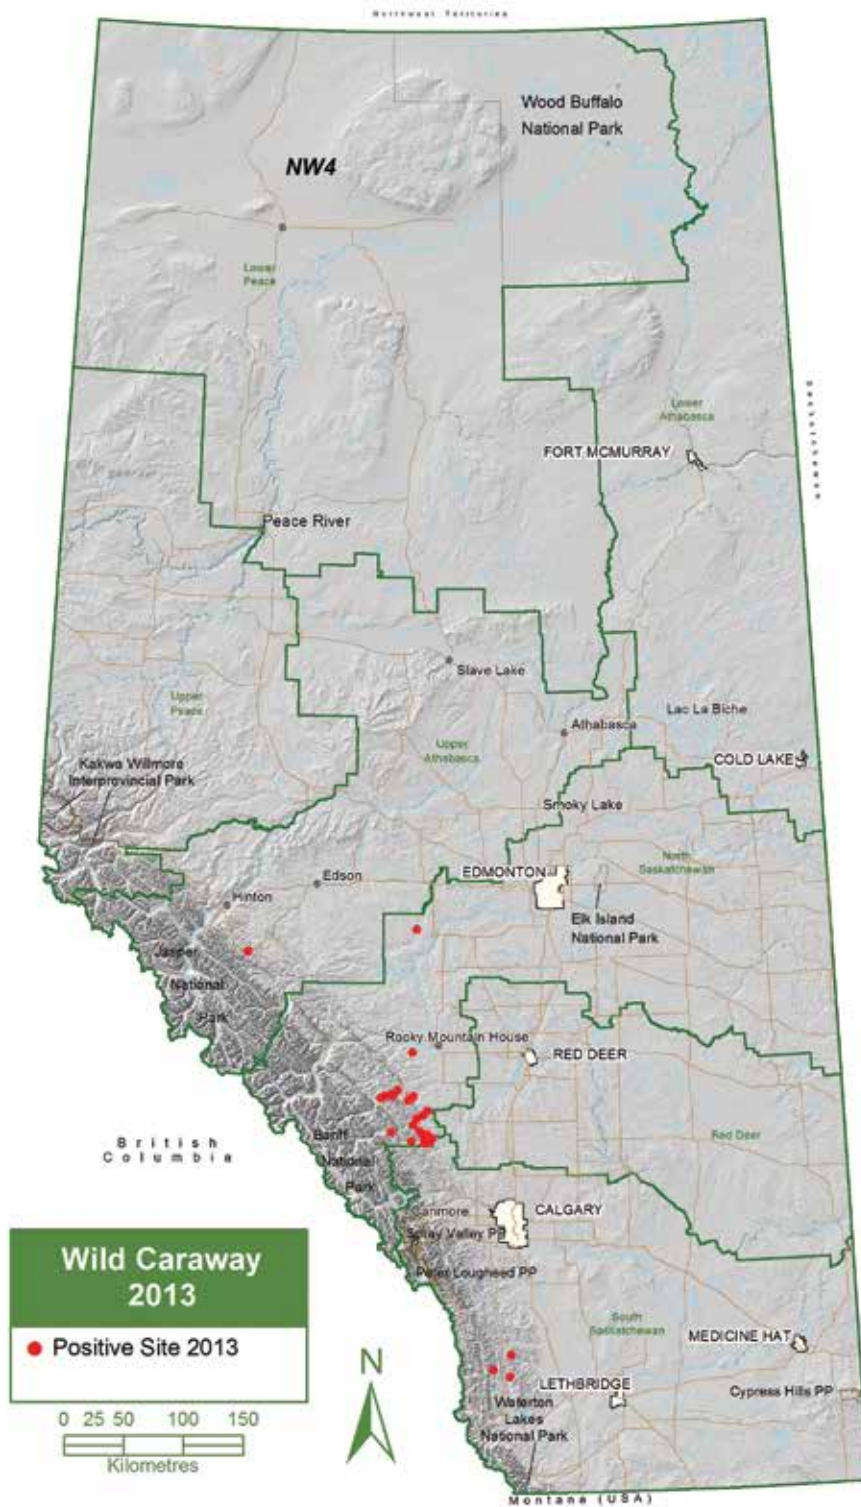 Northwest Territories
Wood Buffalo
National Park
NW4
Lower
Peace
Lower
Athabasca
Saskatchewan
FORT MCMURRAY
Peace River
Slave Lake
Upper
Peace
Athabasca
Lac La Biche
Upper
Athabasca
Kakwa Willmore
Interprovincial Park
COLD LAKE
Smoky Lake
North
Saskatchewan
Edson
EDMONTON
Hinton
Elk Island
National Park
Jasper
National
Park
Rocky Mountain House
RED DEER
British
Columbia
Banff
National
Park
Red Deer
Canmore
CALGARY
Spray Valley PP
Peter Lougheed PP
Wild Caraway
2013
Positive Site 2013
South
Saskatchewan
MEDICINE HAT
N
LETHBRIDGE
Cypress Hills PP
Waterton
Lakes
National Park
0 25 50 100 150
Kilometres
Montana (USA)